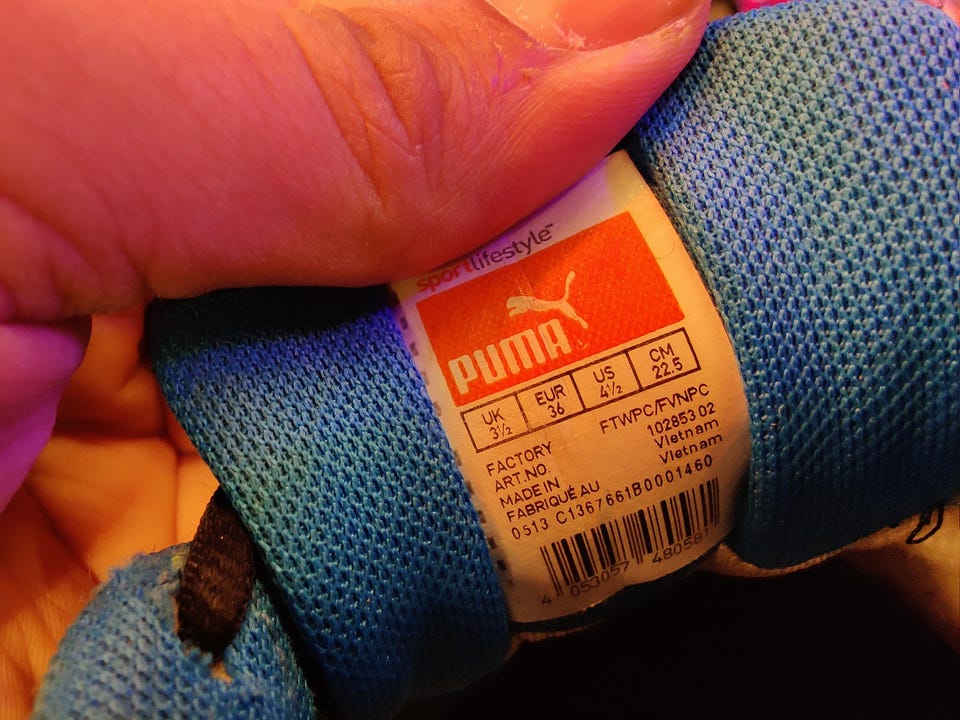 sportlifestyle™
PUMA
UK EUR US CM
3½ 36 4½ 22.5
FACTORY FTWPC/FVNPC
ART.NO. 102853 02
MADE IN Vietnam
FABRIQUÉ AU Vietnam
0513 C1367661B0001460
4 053057 480581